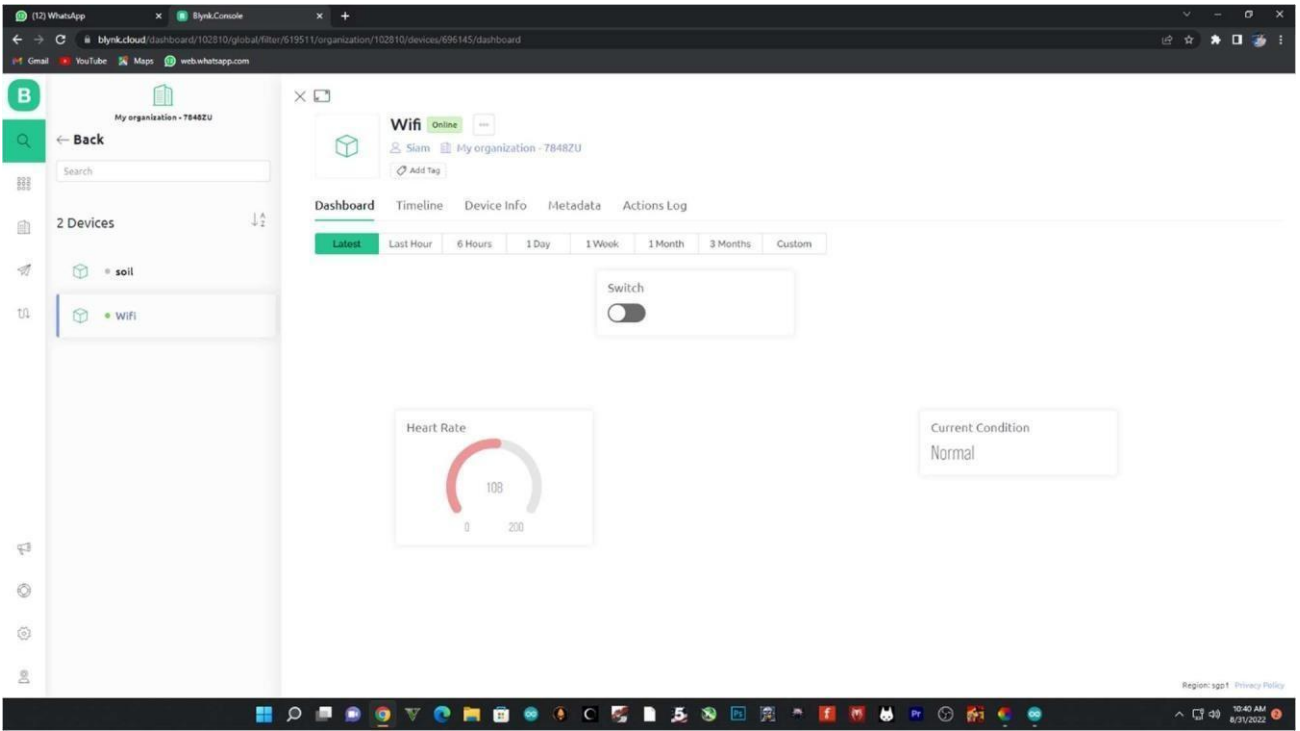 (12) WhatsApp
Blynk.Console
blynk.cloud/dashboard/102810/global/filter/619511/organization/102810/devices/696145/dashboard
Gmail YouTube Maps web.whatsapp.com
B
My organization - 7848ZU
Back
Search
2 Devices
soil
Wifi
Wifi Online
Siam My organization - 7848ZU
Add Tag
Dashboard Timeline Device Info Metadata Actions Log
Latest Last Hour 6 Hours 1 Day 1 Week 1 Month 3 Months Custom
Switch
Heart Rate
108
0 200
Current Condition
Normal
Region: sgp1 Privacy Policy
Ps
Pr
10:40 AM
8/31/2022
2